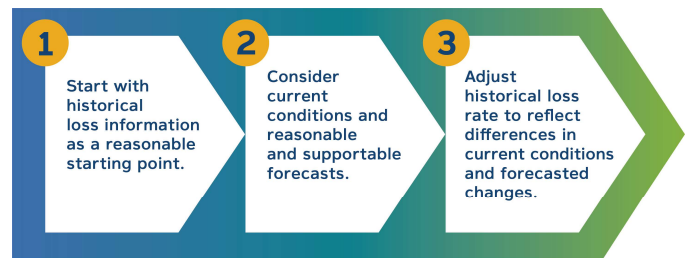 1
Start with
historical
loss information
as a reasonable
starting point.
2
Consider
current
conditions and
reasonable
and supportable
forecasts.
3
Adjust
historical loss
rate to reflect
differences in
current conditions
and forecasted
changes.